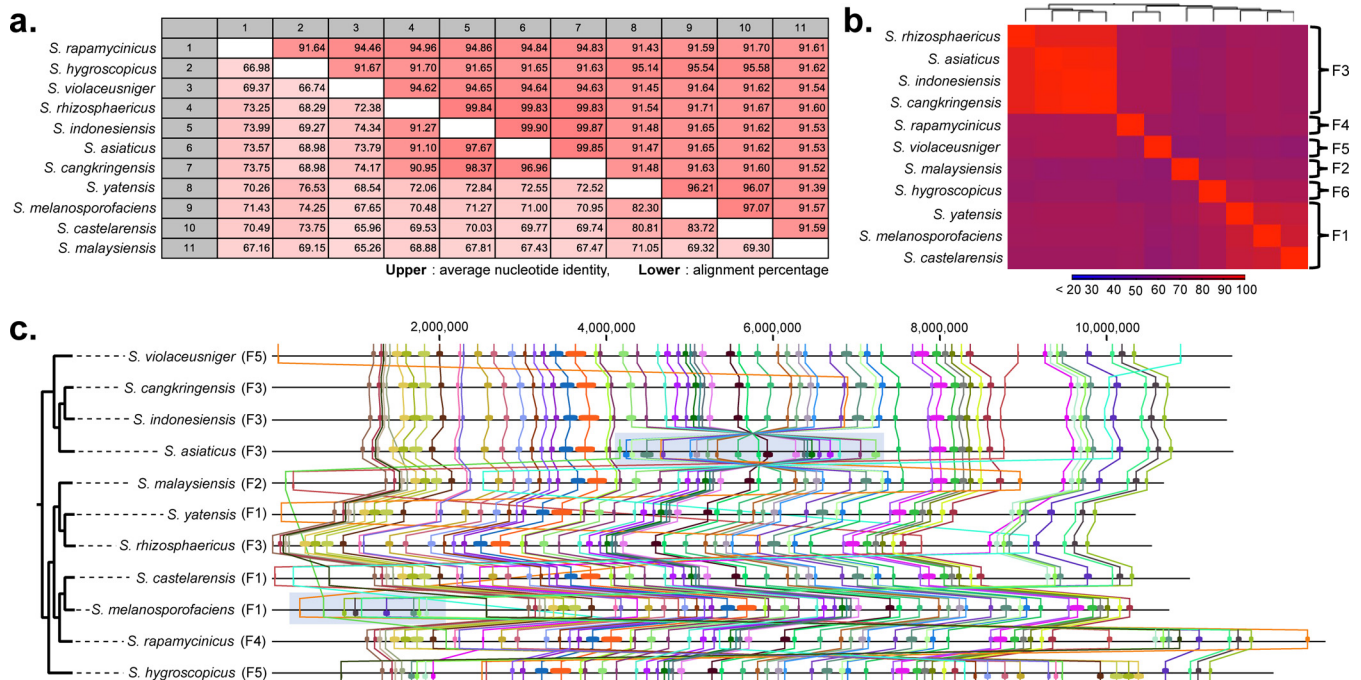 a.
1 2 3 4 5 6 7 8 9 10 11
S. rapamycinicus 1 91.64 94.46 94.96 94.86 94.84 94.83 91.43 91.59 91.70 91.61
S. hygroscopicus 2 66.98 91.67 91.70 91.65 91.65 91.63 95.14 95.54 95.58 91.62
S. violaceusniger 3 69.37 66.74 94.62 94.65 94.64 94.63 91.45 91.65 91.62 91.54
S. rhizosphaericus 4 73.25 68.29 72.38 99.84 99.83 99.83 91.54 91.71 91.67 91.60
S. indonesiensis 5 73.99 69.27 74.34 91.27 99.90 99.87 91.48 91.65 91.62 91.53
S. asiaticus 6 73.57 68.98 73.79 91.10 97.67 99.85 91.47 91.65 91.62 91.53
S. cangkringensis 7 73.75 68.98 74.17 90.95 98.37 96.96 91.48 91.63 91.60 91.52
S. yatensis 8 70.26 76.53 68.54 72.06 72.84 72.55 72.52 96.21 96.07 91.39
S. melanosporofaciens 9 71.43 74.25 67.65 70.48 71.27 71.00 70.95 82.30 97.07 91.57
S. castelarensis 10 70.49 73.75 65.96 69.53 70.03 69.77 69.74 80.81 83.72 91.59
S. malaysiensis 11 67.16 69.15 65.26 68.88 67.81 67.43 67.47 71.05 69.32 69.30
Upper : average nucleotide identity, Lower : alignment percentage
b.
S. rhizosphaericus
S. asiaticus
S. indonesiensis
S. cangkringensis
S. rapamycinicus
S. violaceusniger
S. malaysiensis
S. hygroscopicus
S. yatensis
S. melanosporofaciens
S. castelarensis
F3
F4
F5
F2
F6
F1
< 20 30 40 50 60 70 80 90 100
c.
2,000,000 4,000,000 6,000,000 8,000,000 10,000,000
S. violaceusniger (F5)
S. cangkringensis (F3)
S. indonesiensis (F3)
S. asiaticus (F3)
S. malaysiensis (F2)
S. yatensis (F1)
S. rhizosphaericus (F3)
S. castelarensis (F1)
S. melanosporofaciens (F1)
S. rapamycinicus (F4)
S. hygroscopicus (F5)